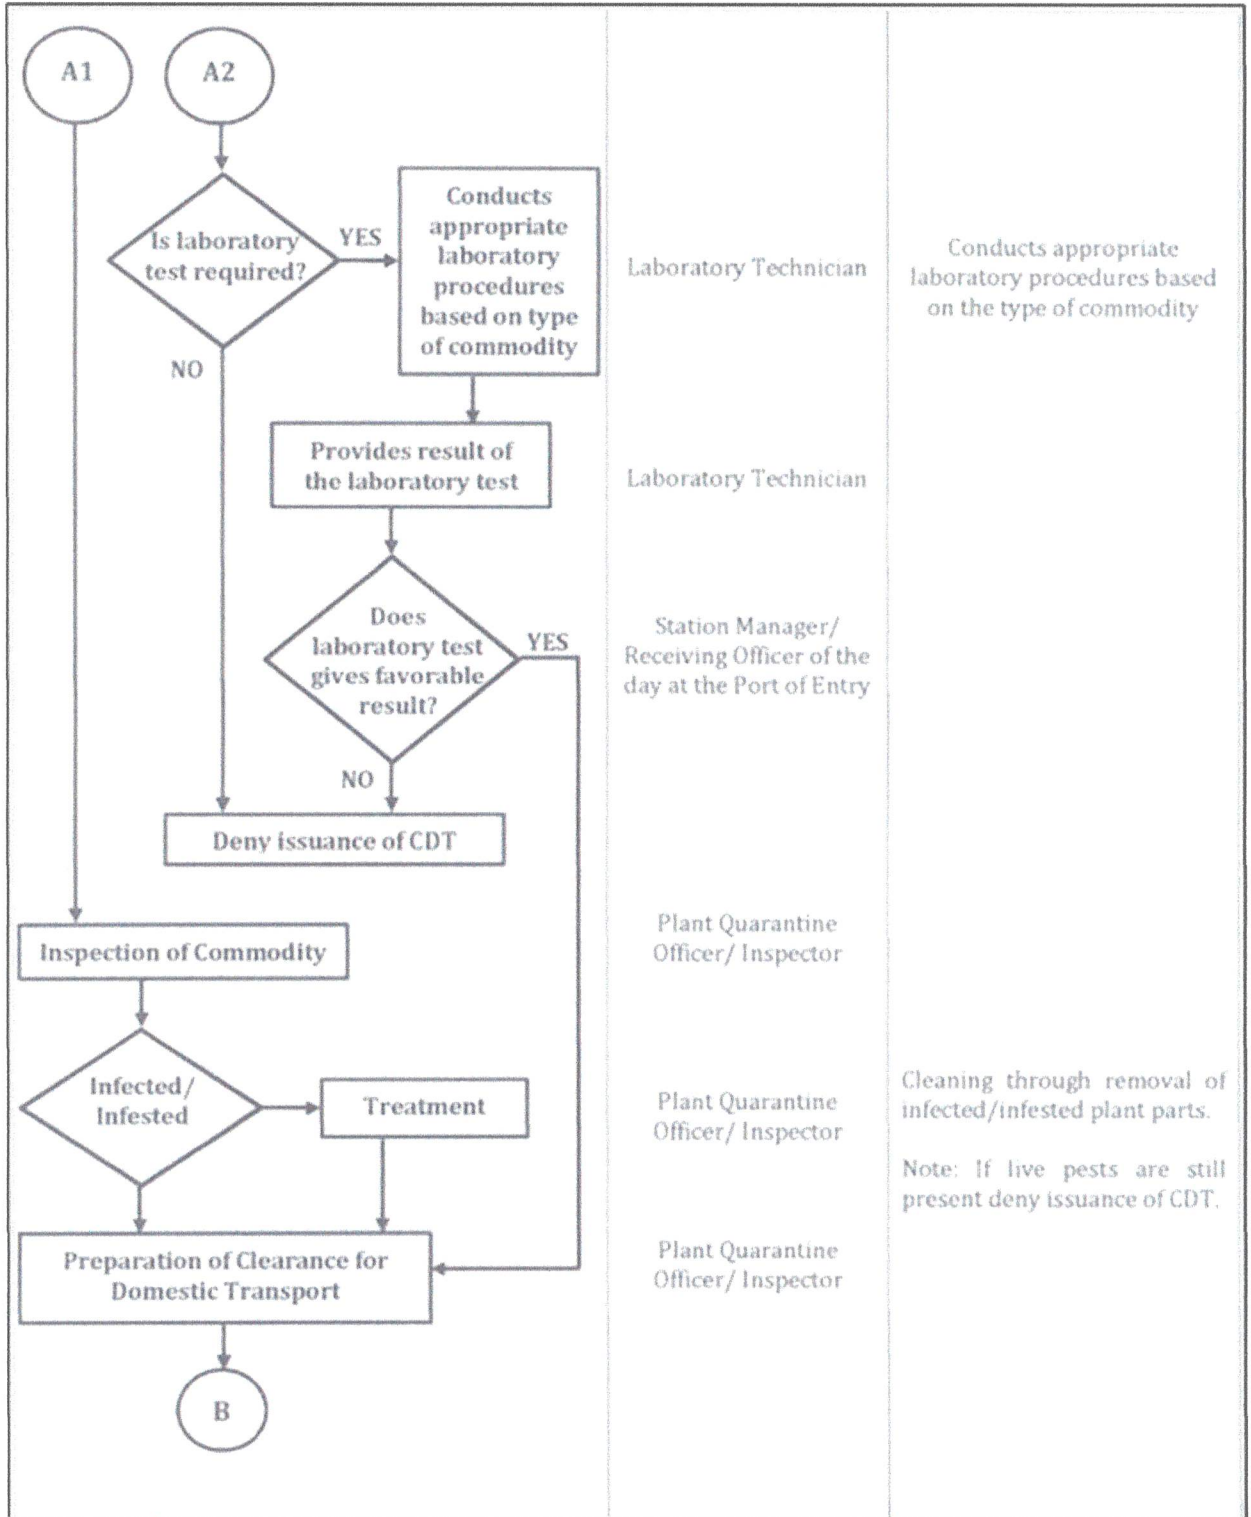 A1
A2
Is laboratory
test required?
YES
NO
Conducts
appropriate
laboratory
procedures
based on type
of commodity
Laboratory Technician
Conducts appropriate
laboratory procedures based
on the type of commodity
Provides result of
the laboratory test
Laboratory Technician
Does
laboratory test
gives favorable
result?
YES
NO
Station Manager/
Receiving Officer of the
day at the Port of Entry
Deny issuance of CDT
Inspection of Commodity
Plant Quarantine
Officer/ Inspector
Infected/
Infested
Treatment
Plant Quarantine
Officer/ Inspector
Cleaning through removal of
infected/infested plant parts.
Note: If live pests are still
present deny issuance of CDT.
Preparation of Clearance for
Domestic Transport
Plant Quarantine
Officer/ Inspector
B